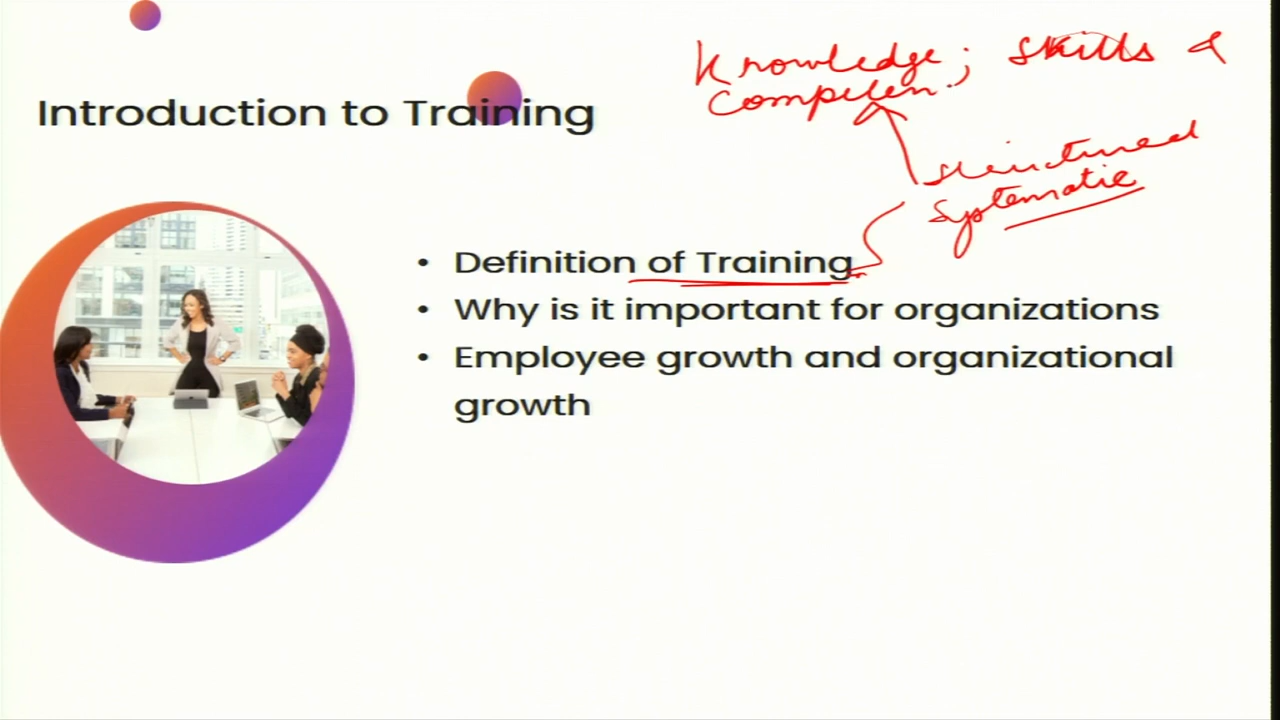 Knowledge; Skills &
Competen.
Introduction to Training
Structured
Systematic
• Definition of Training
• Why is it important for organizations
• Employee growth and organizational
growth